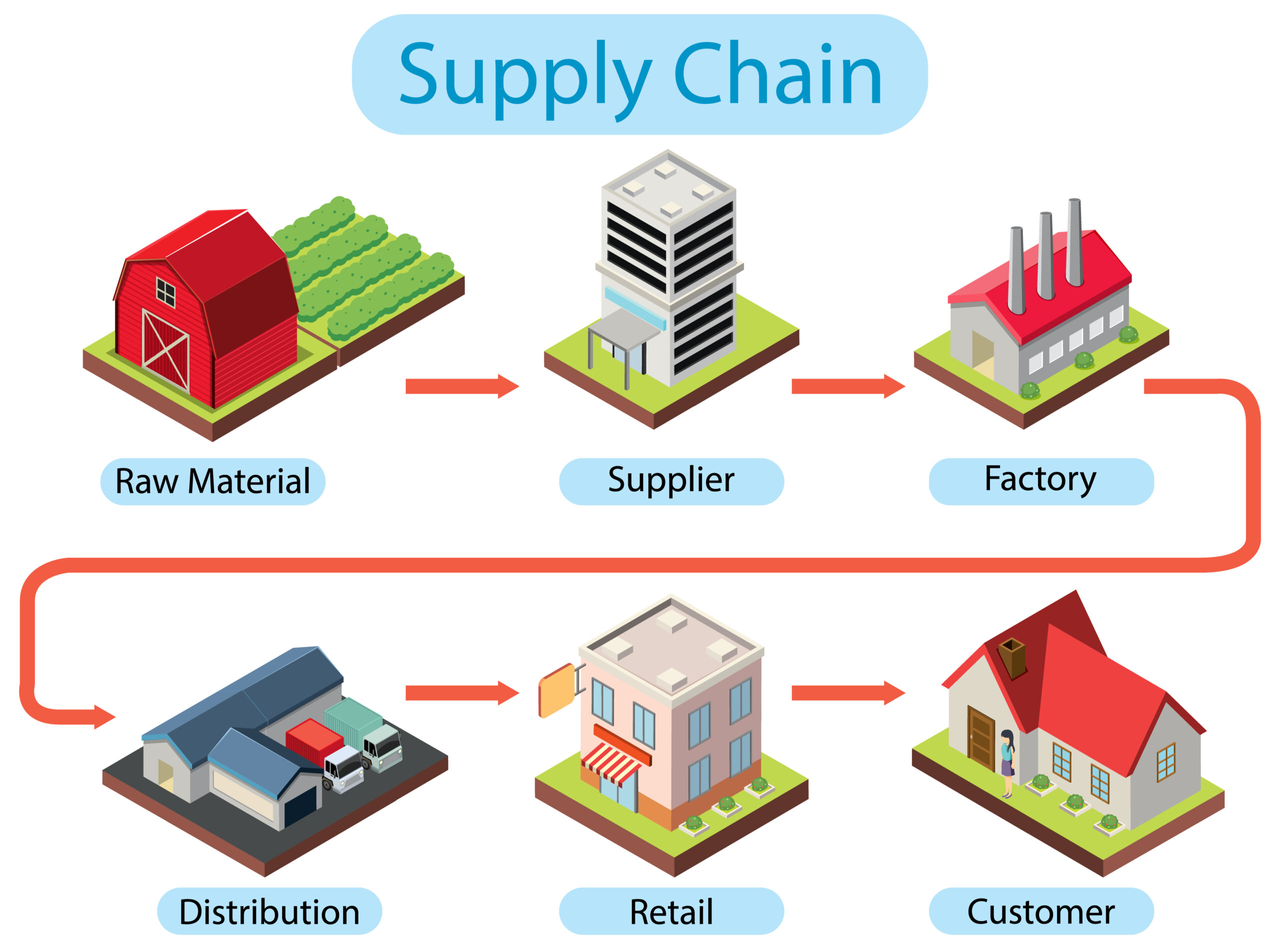 Supply Chain
Raw Material
Supplier
Factory
Distribution
Retail
Customer